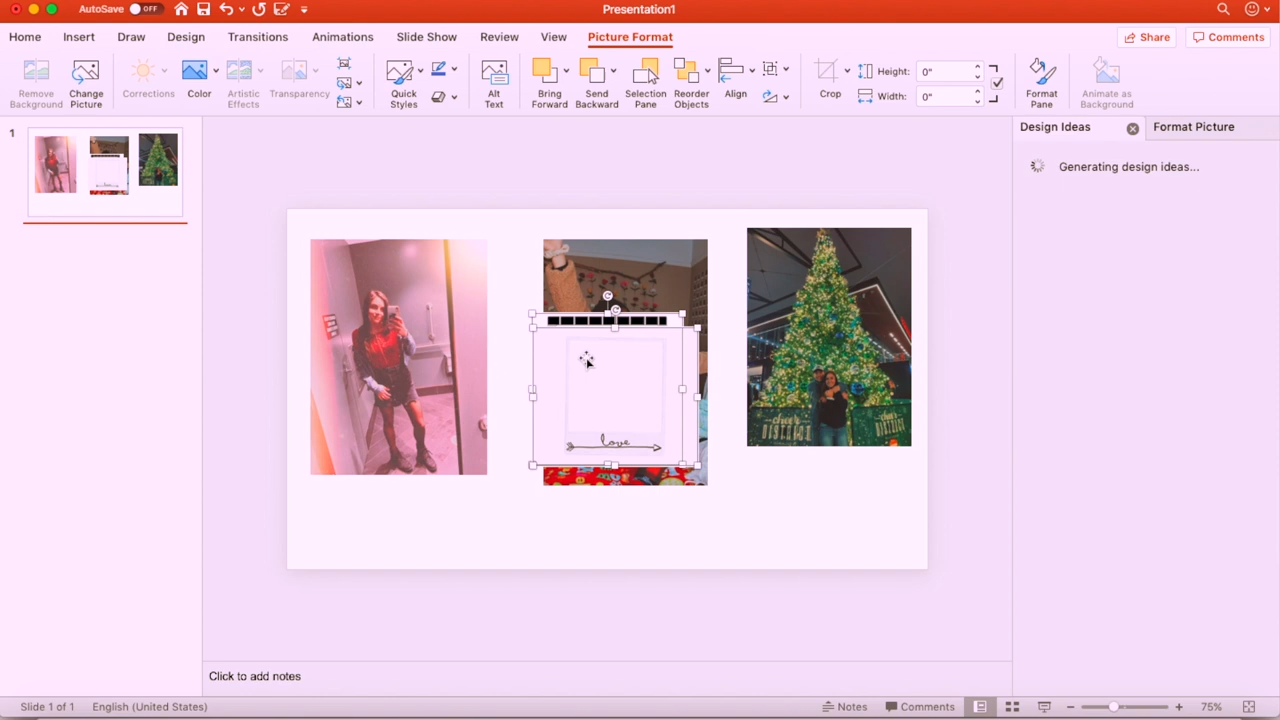 AutoSave OFF
Presentation1
Home Insert Draw Design Transitions Animations Slide Show Review View Picture Format
Share Comments
Remove Background
Change Picture
Corrections
Color
Artistic Effects
Transparency
Quick Styles
Alt Text
Bring Forward
Send Backward
Selection Pane
Reorder Objects
Align
Crop
Height: 0"
Width: 0"
Format Pane
Animate as Background
1
Design Ideas
Format Picture
Generating design ideas...
love
Click to add notes
Slide 1 of 1 English (United States)
Notes Comments 75%